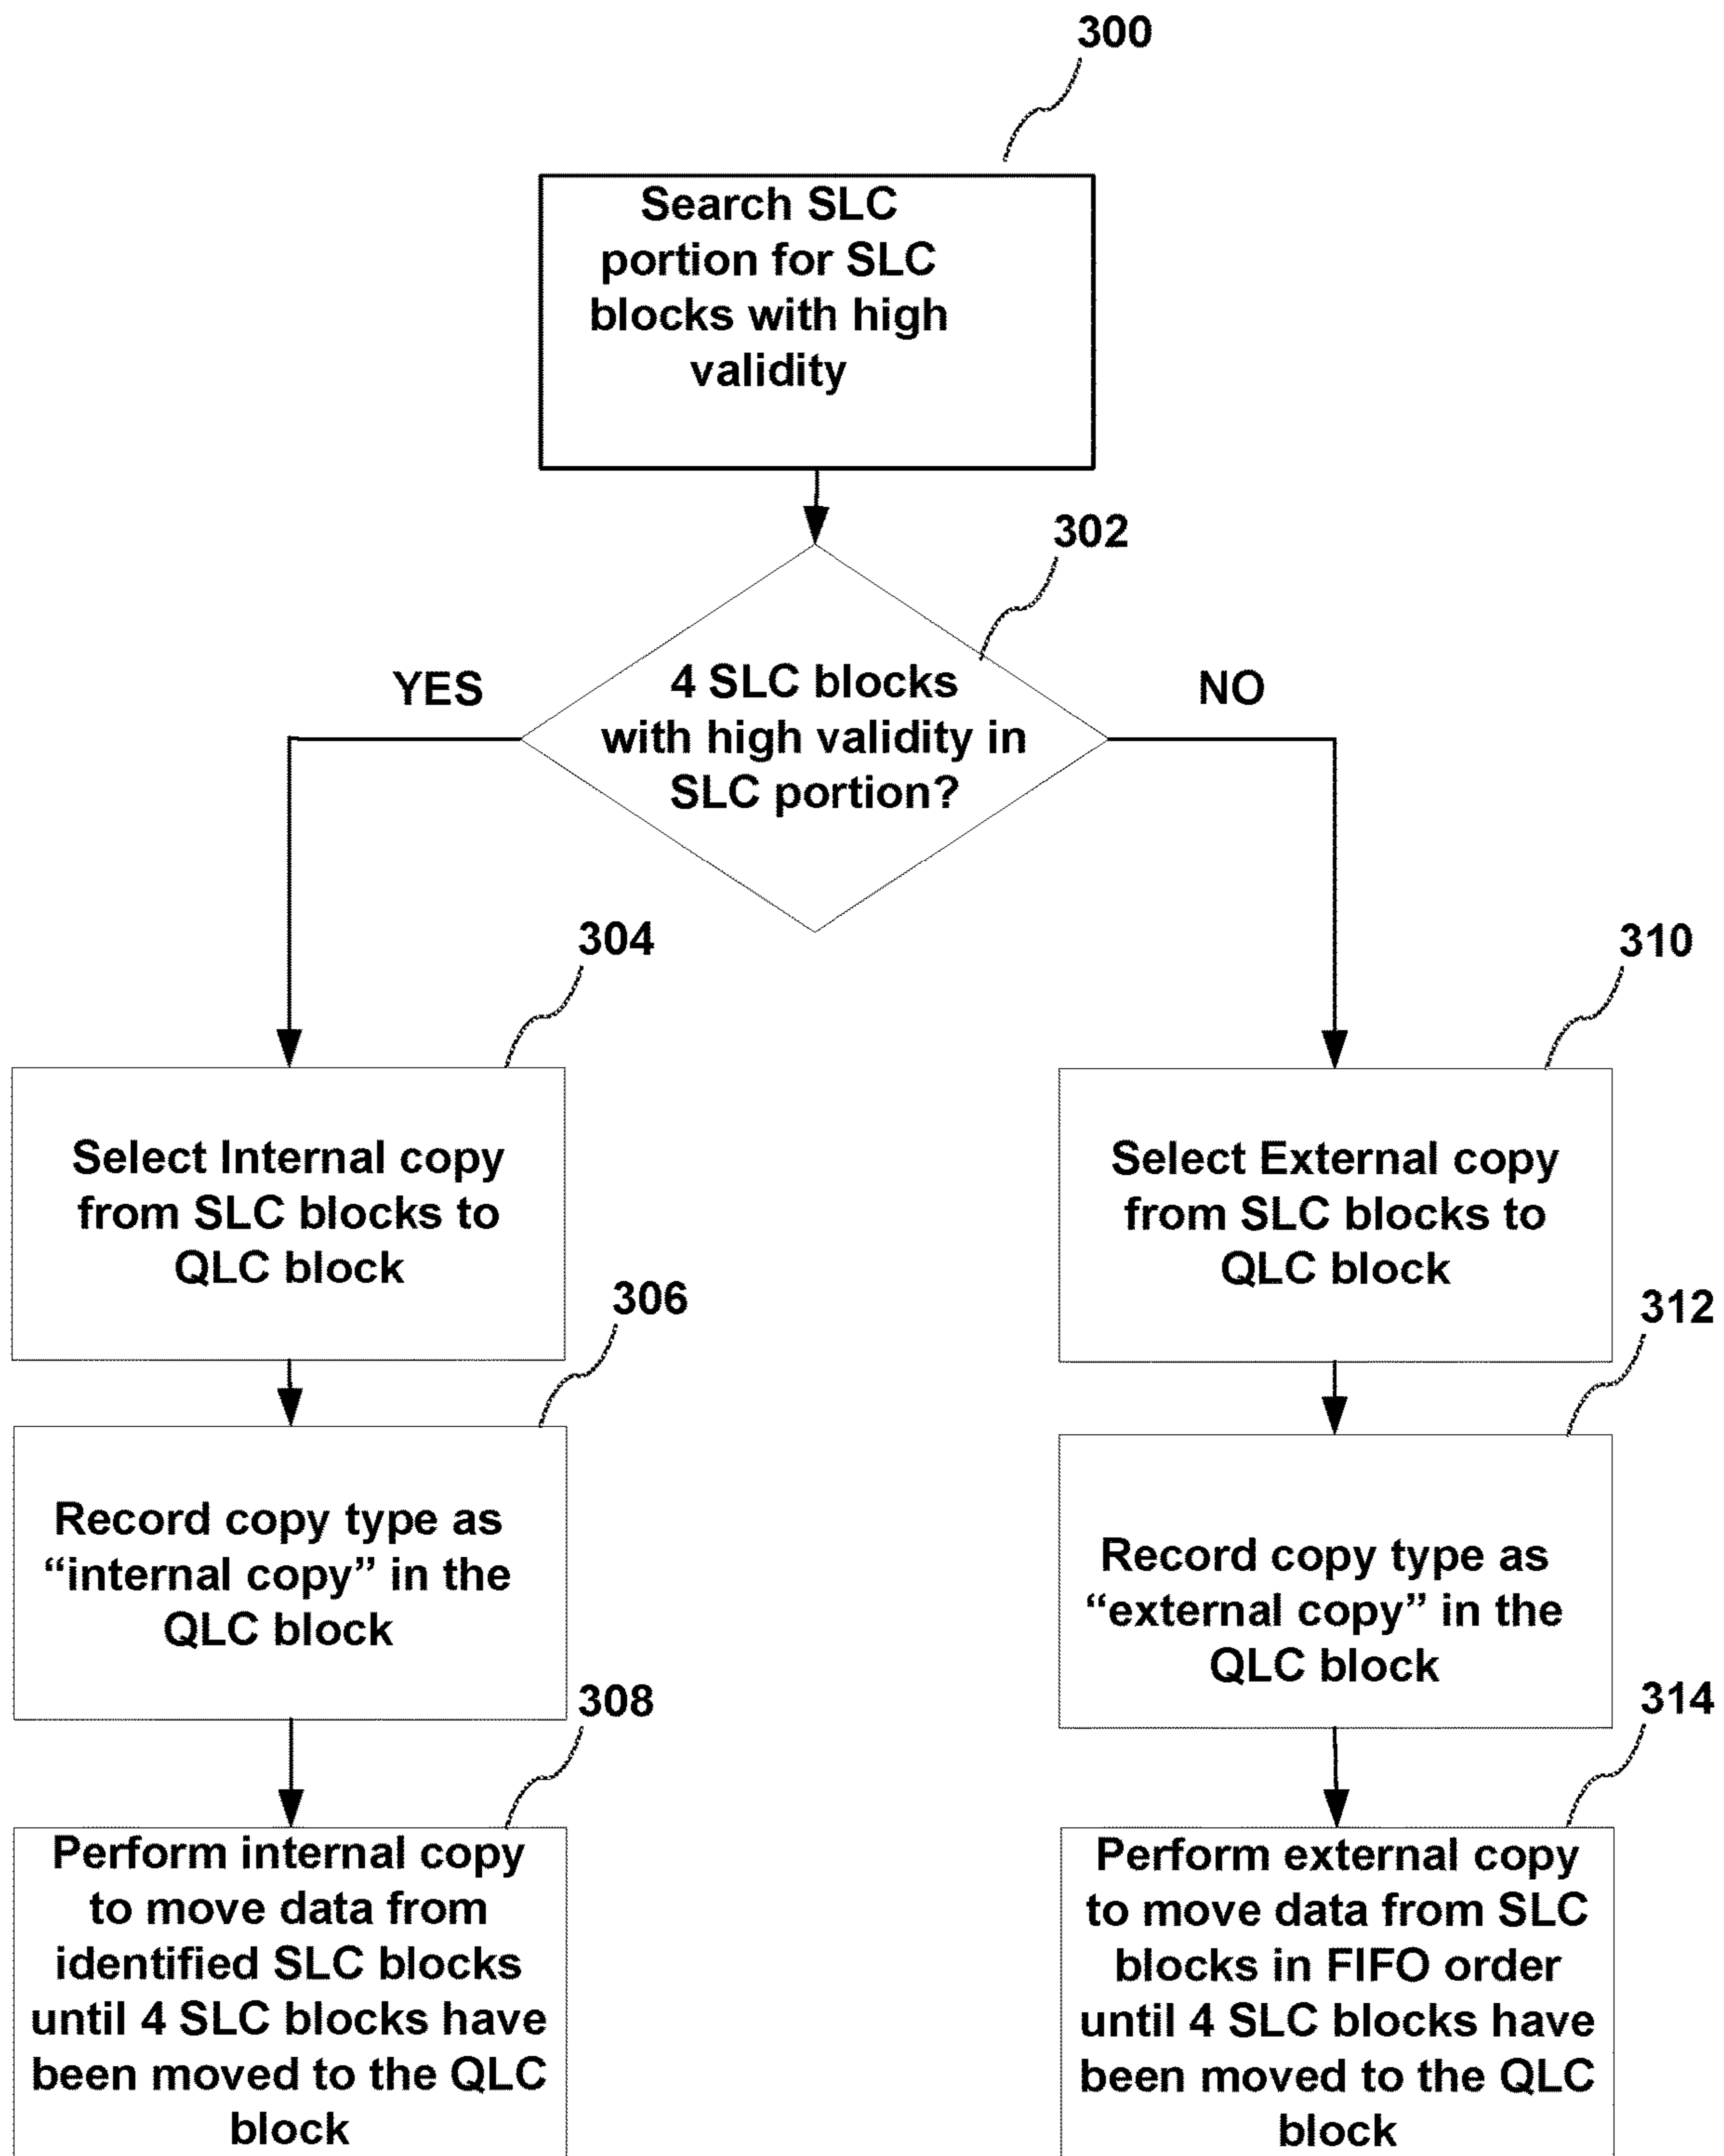 300
Search SLC
portion for SLC
blocks with high
validity
302
YES
4 SLC blocks
with high validity in
SLC portion?
NO
304
Select Internal copy
from SLC blocks to
QLC block
306
Record copy type as
“internal copy” in the
QLC block
308
Perform internal copy
to move data from
identified SLC blocks
until 4 SLC blocks have
been moved to the QLC
block
310
Select External copy
from SLC blocks to
QLC block
312
Record copy type as
“external copy” in the
QLC block
314
Perform external copy
to move data from SLC
blocks in FIFO order
until 4 SLC blocks have
been moved to the QLC
block